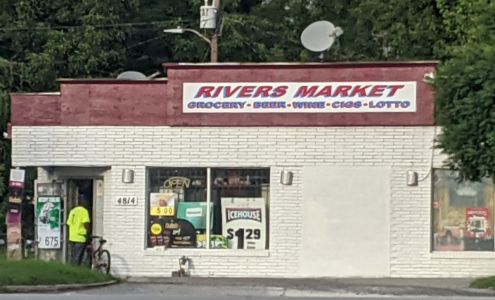 RIVERS MARKET
GROCERY • BEER • WINE • CIGS • LOTTO
OPEN
4814
5.00
ICEHOUSE
$1.29
675